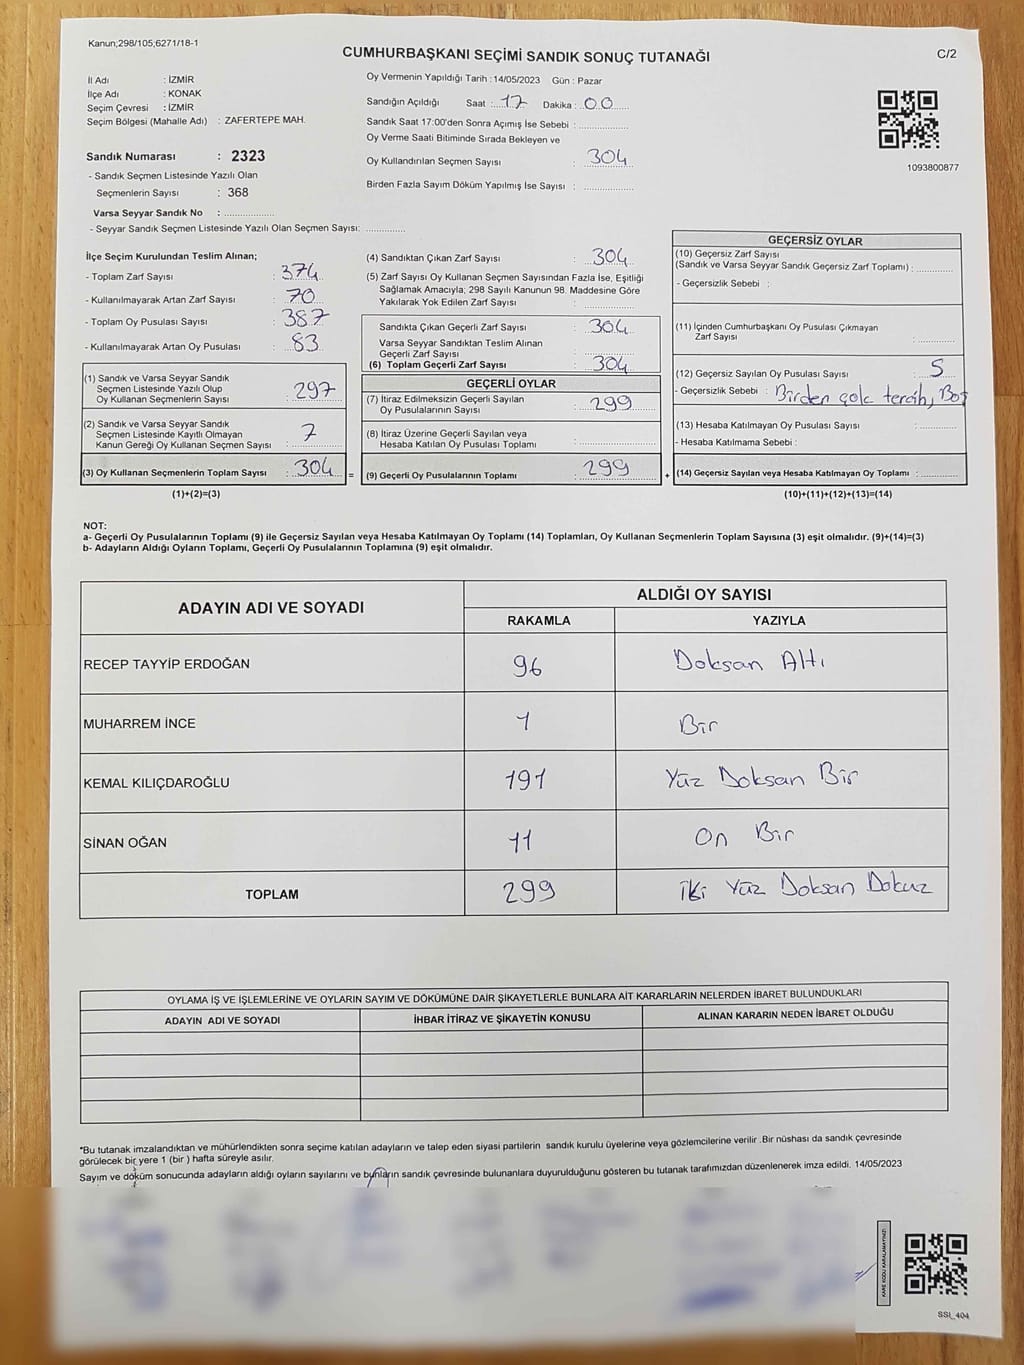 Kanun;298/105;6271/18-1
CUMHURBAŞKANI SEÇİMİ SANDIK SONUÇ TUTANAĞI
C/2
İl Adı : İZMİR
İlçe Adı : KONAK
Seçim Çevresi : İZMİR
Seçim Bölgesi (Mahalle Adı) : ZAFERTEPE MAH.
Sandık Numarası : 2323
- Sandık Seçmen Listesinde Yazılı Olan
Seçmenlerin Sayısı : 368
Varsa Seyyar Sandık No : ....................
- Seyyar Sandık Seçmen Listesinde Yazılı Olan Seçmen Sayısı: ................
Oy Vermenin Yapıldığı Tarih :14/05/2023 Gün : Pazar
Sandığın Açıldığı Saat : 17 Dakika : 00
Sandık Saat 17:00'den Sonra Açımış İse Sebebi : ....................
Oy Verme Saati Bitiminde Sırada Bekleyen ve
Oy Kullandırılan Seçmen Sayısı : 304
Birden Fazla Sayım Döküm Yapılmış İse Sayısı : ....................
1093800877
İlçe Seçim Kurulundan Teslim Alınan;
- Toplam Zarf Sayısı : 374
- Kullanılmayarak Artan Zarf Sayısı : 70
- Toplam Oy Pusulası Sayısı : 387
- Kullanılmayarak Artan Oy Pusulası : 83
(1) Sandık ve Varsa Seyyar Sandık
Seçmen Listesinde Yazılı Olup
Oy Kullanan Seçmenlerin Sayısı : 297
(2) Sandık ve Varsa Seyyar Sandık
Seçmen Listesinde Kayıtlı Olmayan
Kanun Gereği Oy Kullanan Seçmen Sayısı : 7
(3) Oy Kullanan Seçmenlerin Toplam Sayısı : 304 =
(1)+(2)=(3)
(4) Sandıktan Çıkan Zarf Sayısı : 304
(5) Zarf Sayısı Oy Kullanan Seçmen Sayısından Fazla İse, Eşitliği
Sağlamak Amacıyla; 298 Sayılı Kanunun 98. Maddesine Göre
Yakılarak Yok Edilen Zarf Sayısı : ....................
Sandıkta Çıkan Geçerli Zarf Sayısı : 304
Varsa Seyyar Sandıktan Teslim Alınan
Geçerli Zarf Sayısı :
(6) Toplam Geçerli Zarf Sayısı : 304
GEÇERLİ OYLAR
(7) İtiraz Edilmeksizin Geçerli Sayılan
Oy Pusulalarının Sayısı : 299
(8) İtiraz Üzerine Geçerli Sayılan veya
Hesaba Katılan Oy Pusulası Toplamı :....................
(9) Geçerli Oy Pusulalarının Toplamı : 299 +
GEÇERSİZ OYLAR
(10) Geçersiz Zarf Sayısı
(Sandık ve Varsa Seyyar Sandık Geçersiz Zarf Toplamı) :.............
- Geçersizlik Sebebi :
(11) İçinden Cumhurbaşkanı Oy Pusulası Çıkmayan
Zarf Sayısı :.............
(12) Geçersiz Sayılan Oy Pusulası Sayısı : 5
- Geçersizlik Sebebi : Birden çok tercih, Boş
(13) Hesaba Katılmayan Oy Pusulası Sayısı :.............
- Hesaba Katılmama Sebebi :
(14) Geçersiz Sayılan veya Hesaba Katılmayan Oy Toplamı :.............
(10)+(11)+(12)+(13)=(14)
NOT:
a- Geçerli Oy Pusulalarının Toplamı (9) ile Geçersiz Sayılan veya Hesaba Katılmayan Oy Toplamı (14) Toplamları, Oy Kullanan Seçmenlerin Toplam Sayısına (3) eşit olmalıdır. (9)+(14)=(3)
b- Adayların Aldığı Oyların Toplamı, Geçerli Oy Pusulalarının Toplamına (9) eşit olmalıdır.
ADAYIN ADI VE SOYADI
ALDIĞI OY SAYISI
RAKAMLA YAZIYLA
RECEP TAYYİP ERDOĞAN 96 Doksan Altı
MUHARREM İNCE 1 Bir
KEMAL KILIÇDAROĞLU 191 Yüz Doksan Bir
SİNAN OĞAN 11 On Bir
TOPLAM 299 İki Yüz Doksan Dokuz
OYLAMA İŞ VE İŞLEMLERİNE VE OYLARIN SAYIM VE DÖKÜMÜNE DAİR ŞİKAYETLERLE BUNLARA AİT KARARLARIN NELERDEN İBARET BULUNDUKLARI
ADAYIN ADI VE SOYADI İHBAR İTİRAZ VE ŞİKAYETİN KONUSU ALINAN KARARIN NEDEN İBARET OLDUĞU
*Bu tutanak imzalandıktan ve mühürlendikten sonra seçime katılan adayların ve talep eden siyasi partilerin sandık kurulu üyelerine veya gözlemcilerine verilir .Bir nüshası da sandık çevresinde
görülecek bir yere 1 (bir ) hafta süreyle asılır.
Sayım ve döküm sonucunda adayların aldığı oyların sayılarını ve bunların sandık çevresinde bulunanlara duyurulduğunu gösteren bu tutanak tarafımızdan düzenlenerek imza edildi. 14/05/2023
KARE KODU KARALAMAYINIZ!
SSI_404